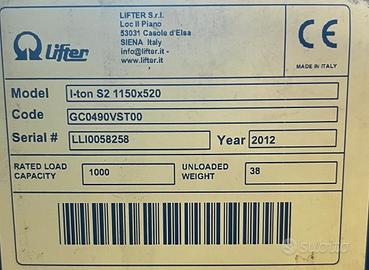 Lifter
LIFTER S.r.l.
Loc Il Piano
53031 Casole d'Elsa
SIENA Italy
info@lifter.it -
www.lifter.it
CE
MADE IN ITALY
Model I-ton S2 1150x520
Code GC0490VST00
Serial # LLI0058258 Year 2012
RATED LOAD CAPACITY 1000 UNLOADED WEIGHT 38
subito